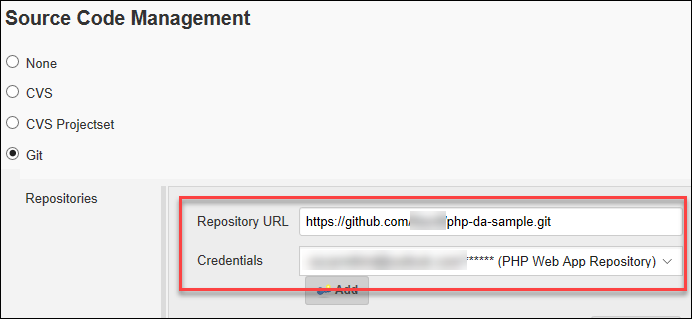 Source Code Management
None
CVS
CVS Projectset
Git
Repositories
Repository URL https://github.com/ /php-da-sample.git
Credentials ****** (PHP Web App Repository)
Add